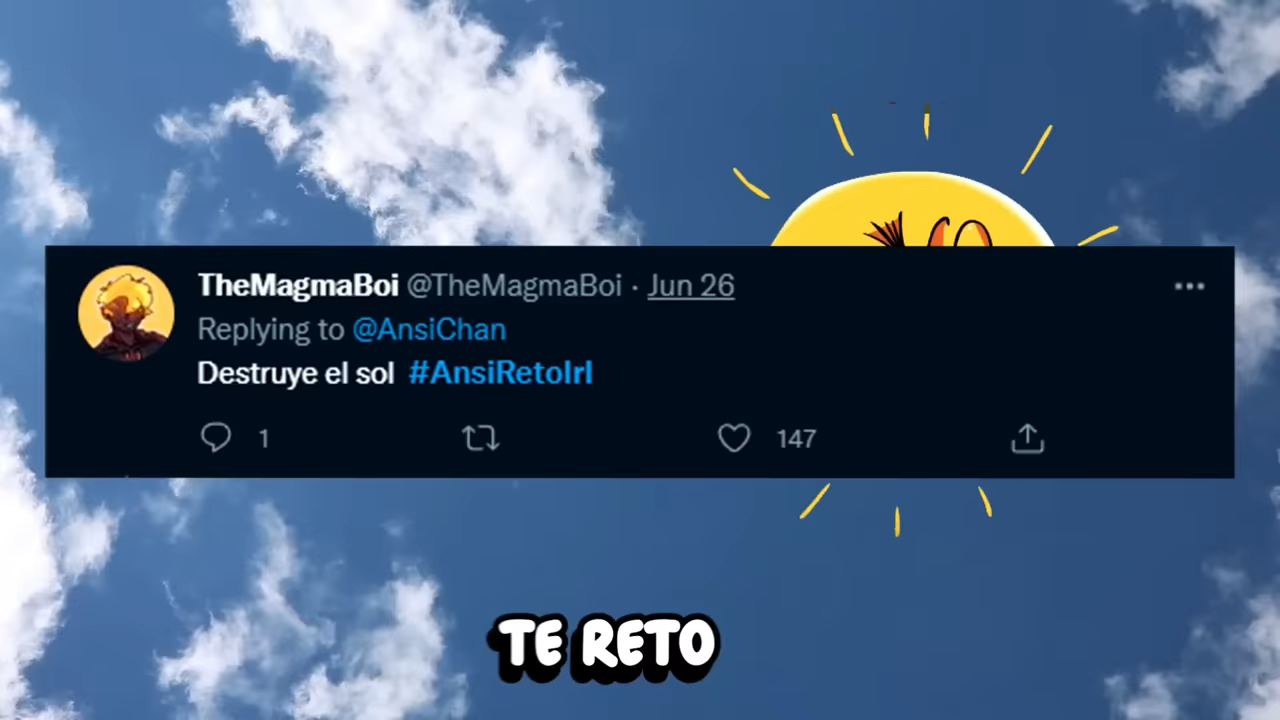 TheMagmaBoi @TheMagmaBoi · Jun 26
Replying to @AnsiChan
Destruye el sol #AnsiRetoIrl
1 147
TE RETO